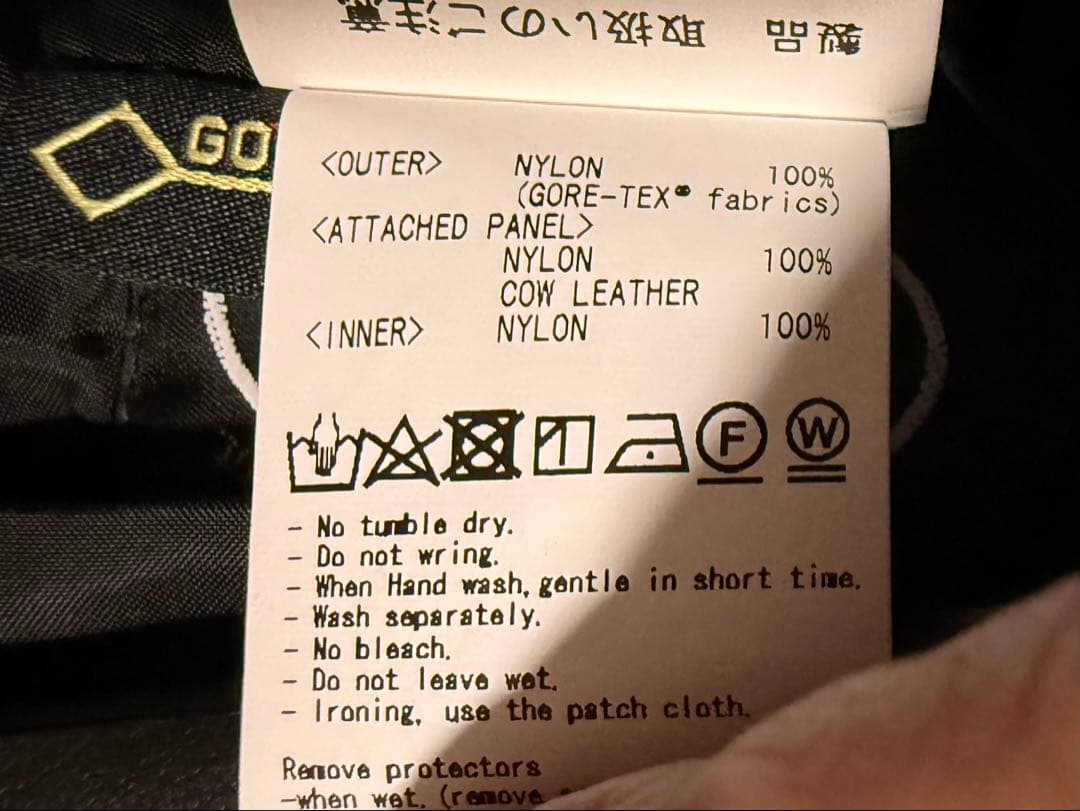 取扱いのご注意
GO
<OUTER> NYLON 100%
(GORE-TEX® fabrics)
<ATTACHED PANEL>
NYLON 100%
COW LEATHER
<INNER> NYLON 100%
F W
- No tumble dry.
- Do not wring.
- When Hand wash, gentle in short time.
- Wash separately.
- No bleach.
- Do not leave wet.
- Ironing, use the patch cloth.
Remove protectors
-when wet. (remove